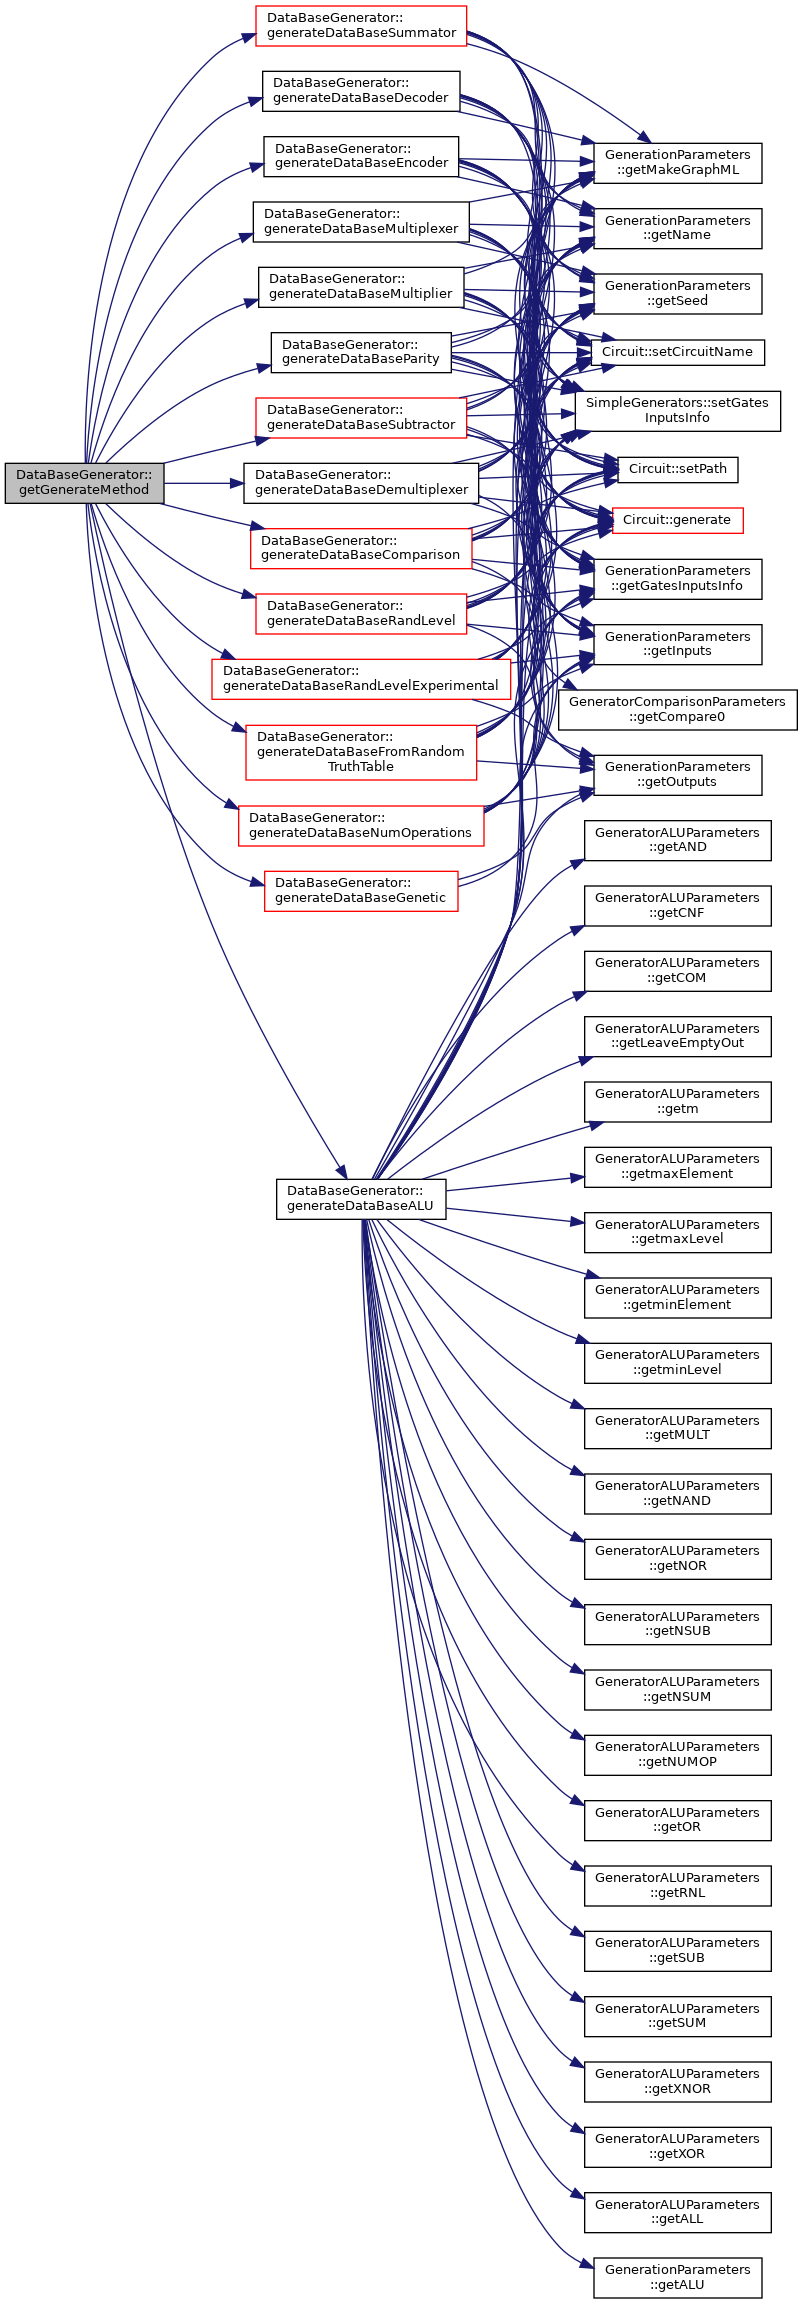 DataBaseGenerator::
getGenerateMethod
DataBaseGenerator::
generateDataBaseSummator
DataBaseGenerator::
generateDataBaseDecoder
DataBaseGenerator::
generateDataBaseEncoder
DataBaseGenerator::
generateDataBaseMultiplexer
DataBaseGenerator::
generateDataBaseMultiplier
DataBaseGenerator::
generateDataBaseParity
DataBaseGenerator::
generateDataBaseSubtractor
DataBaseGenerator::
generateDataBaseDemultiplexer
DataBaseGenerator::
generateDataBaseComparison
DataBaseGenerator::
generateDataBaseRandLevel
DataBaseGenerator::
generateDataBaseRandLevelExperimental
DataBaseGenerator::
generateDataBaseFromRandom
TruthTable
DataBaseGenerator::
generateDataBaseNumOperations
DataBaseGenerator::
generateDataBaseGenetic
DataBaseGenerator::
generateDataBaseALU
GenerationParameters
::getMakeGraphML
GenerationParameters
::getName
GenerationParameters
::getSeed
Circuit::setCircuitName
SimpleGenerators::setGates
InputsInfo
Circuit::setPath
Circuit::generate
GenerationParameters
::getGatesInputsInfo
GenerationParameters
::getInputs
GeneratorComparisonParameters
::getCompare0
GenerationParameters
::getOutputs
GeneratorALUParameters
::getAND
GeneratorALUParameters
::getCNF
GeneratorALUParameters
::getCOM
GeneratorALUParameters
::getLeaveEmptyOut
GeneratorALUParameters
::getm
GeneratorALUParameters
::getmaxElement
GeneratorALUParameters
::getmaxLevel
GeneratorALUParameters
::getminElement
GeneratorALUParameters
::getminLevel
GeneratorALUParameters
::getMULT
GeneratorALUParameters
::getNAND
GeneratorALUParameters
::getNOR
GeneratorALUParameters
::getNSUB
GeneratorALUParameters
::getNSUM
GeneratorALUParameters
::getNUMOP
GeneratorALUParameters
::getOR
GeneratorALUParameters
::getRNL
GeneratorALUParameters
::getSUB
GeneratorALUParameters
::getSUM
GeneratorALUParameters
::getXNOR
GeneratorALUParameters
::getXOR
GeneratorALUParameters
::getALL
GenerationParameters
::getALU